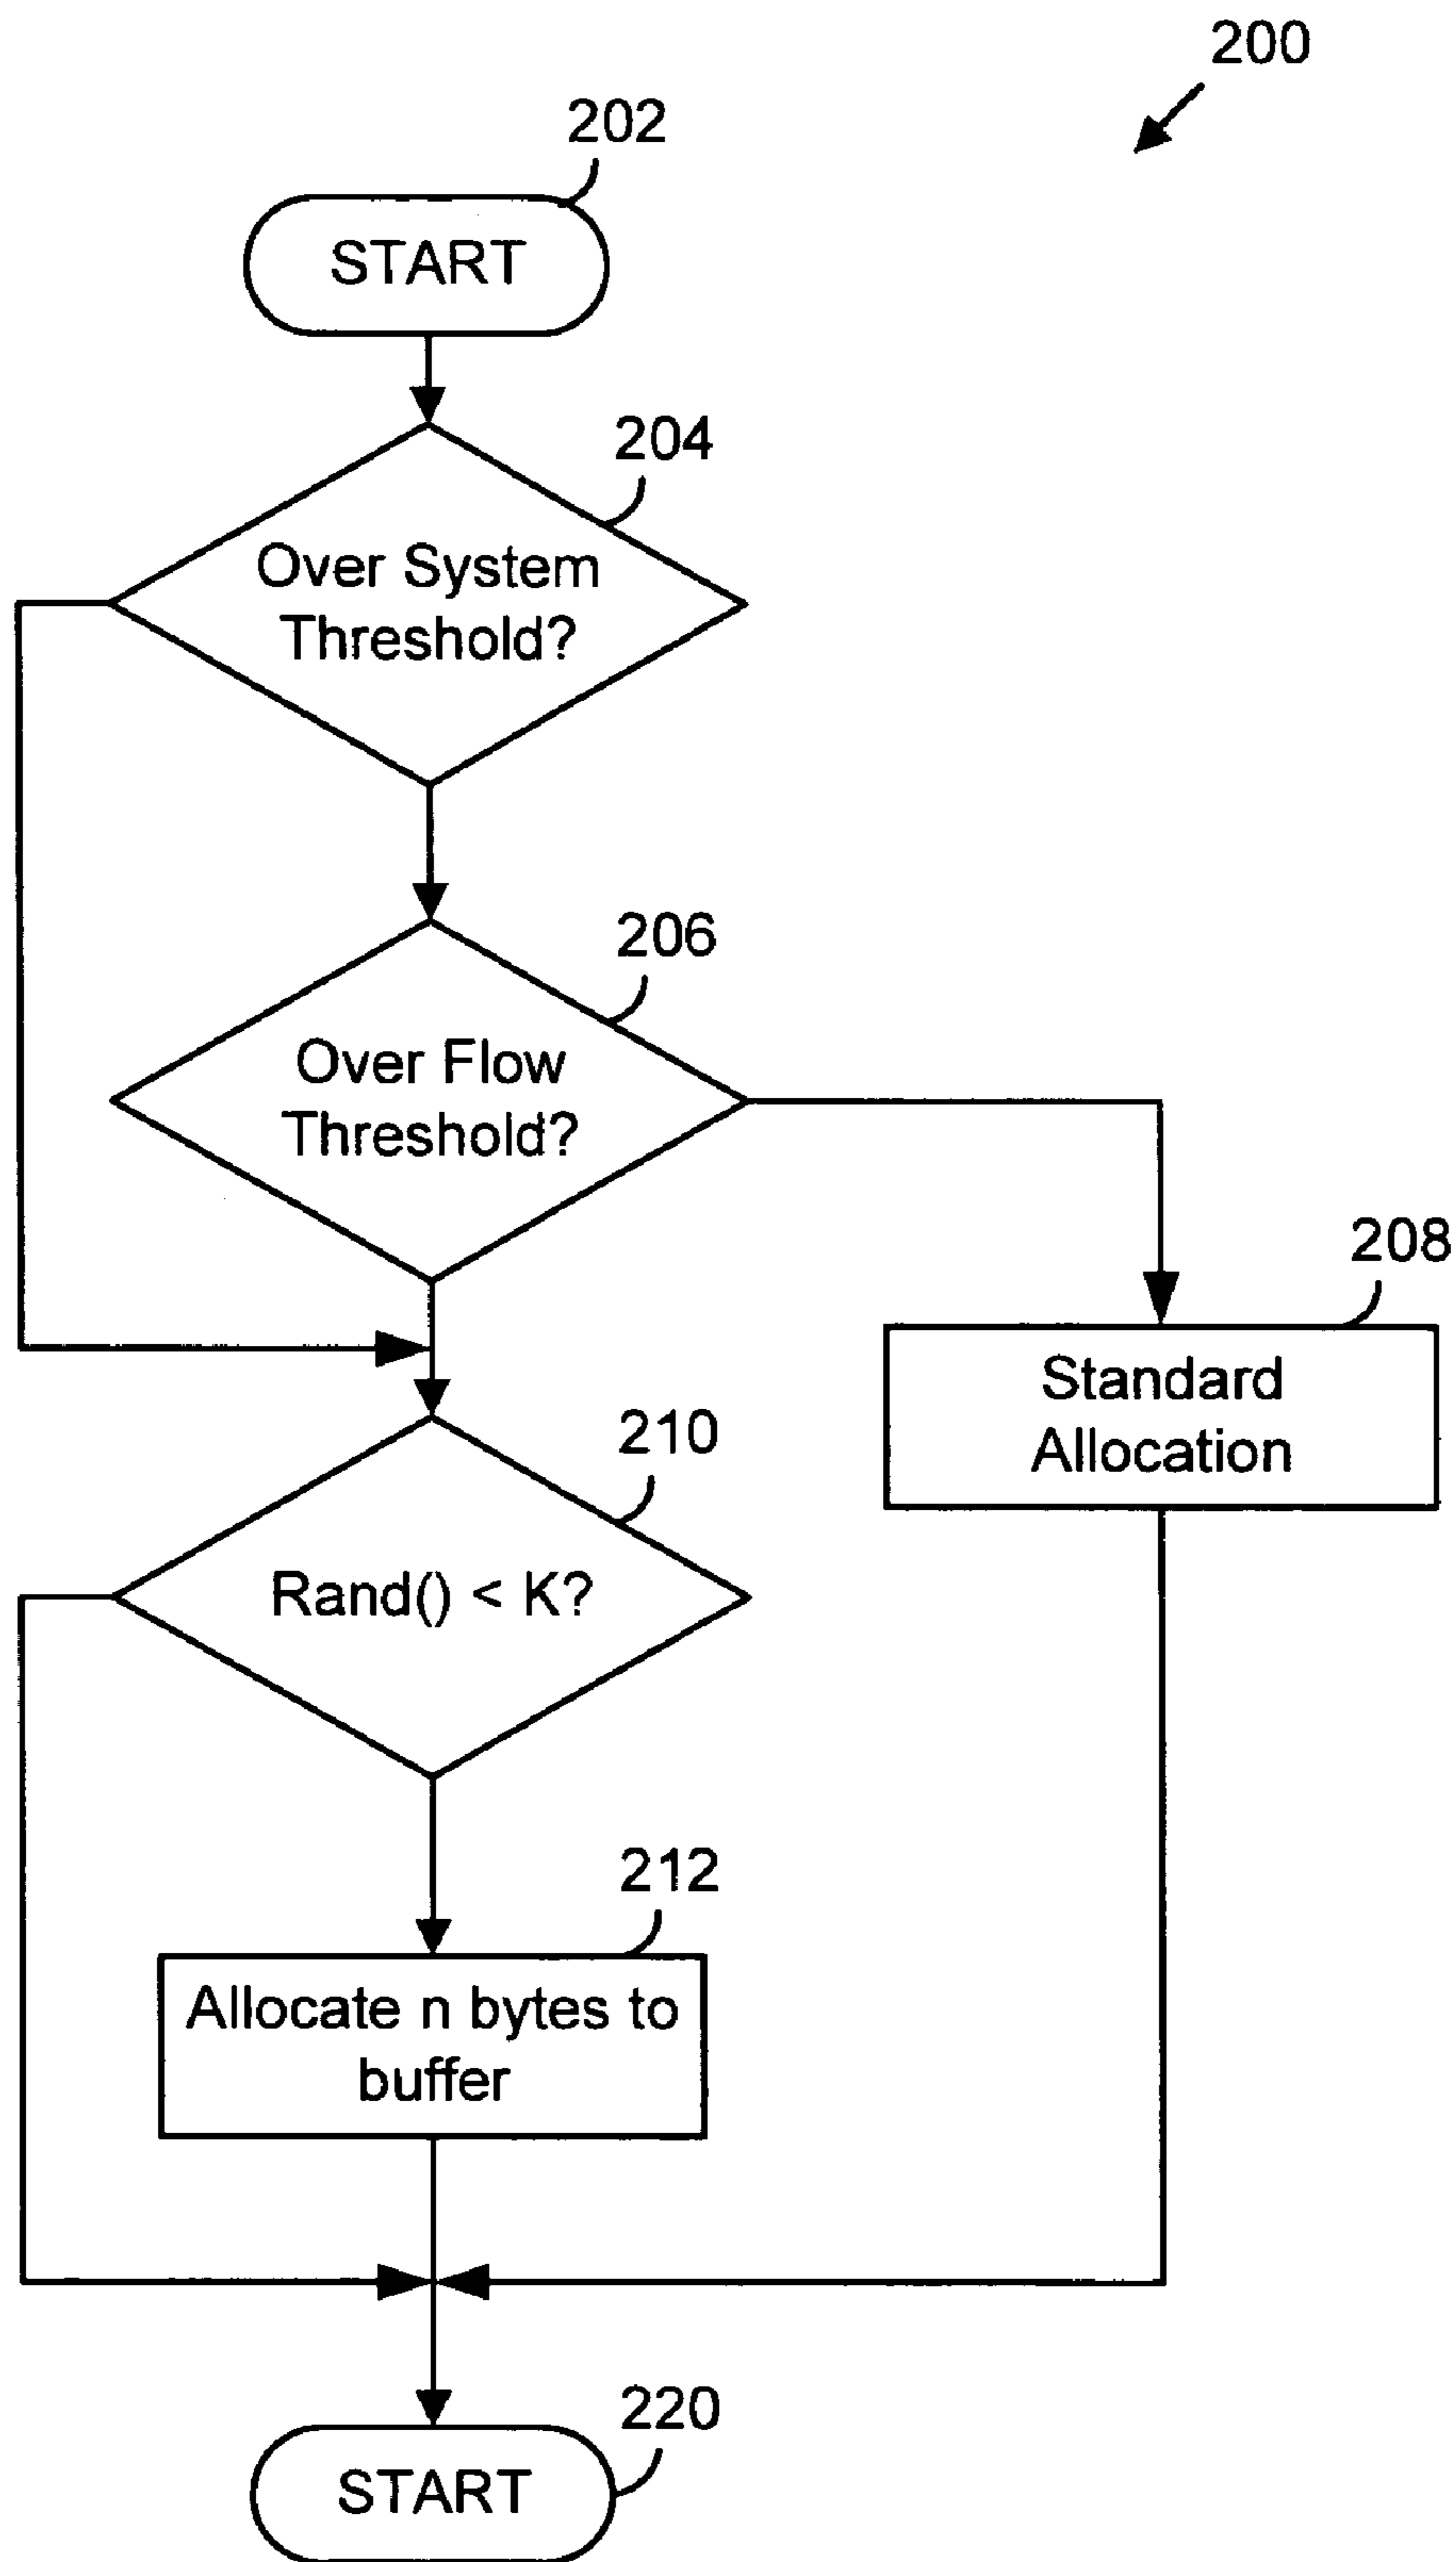 200
202
START
204
Over System
Threshold?
206
Over Flow
Threshold?
208
Standard
Allocation
210
Rand() < K?
212
Allocate n bytes to
buffer
220
START